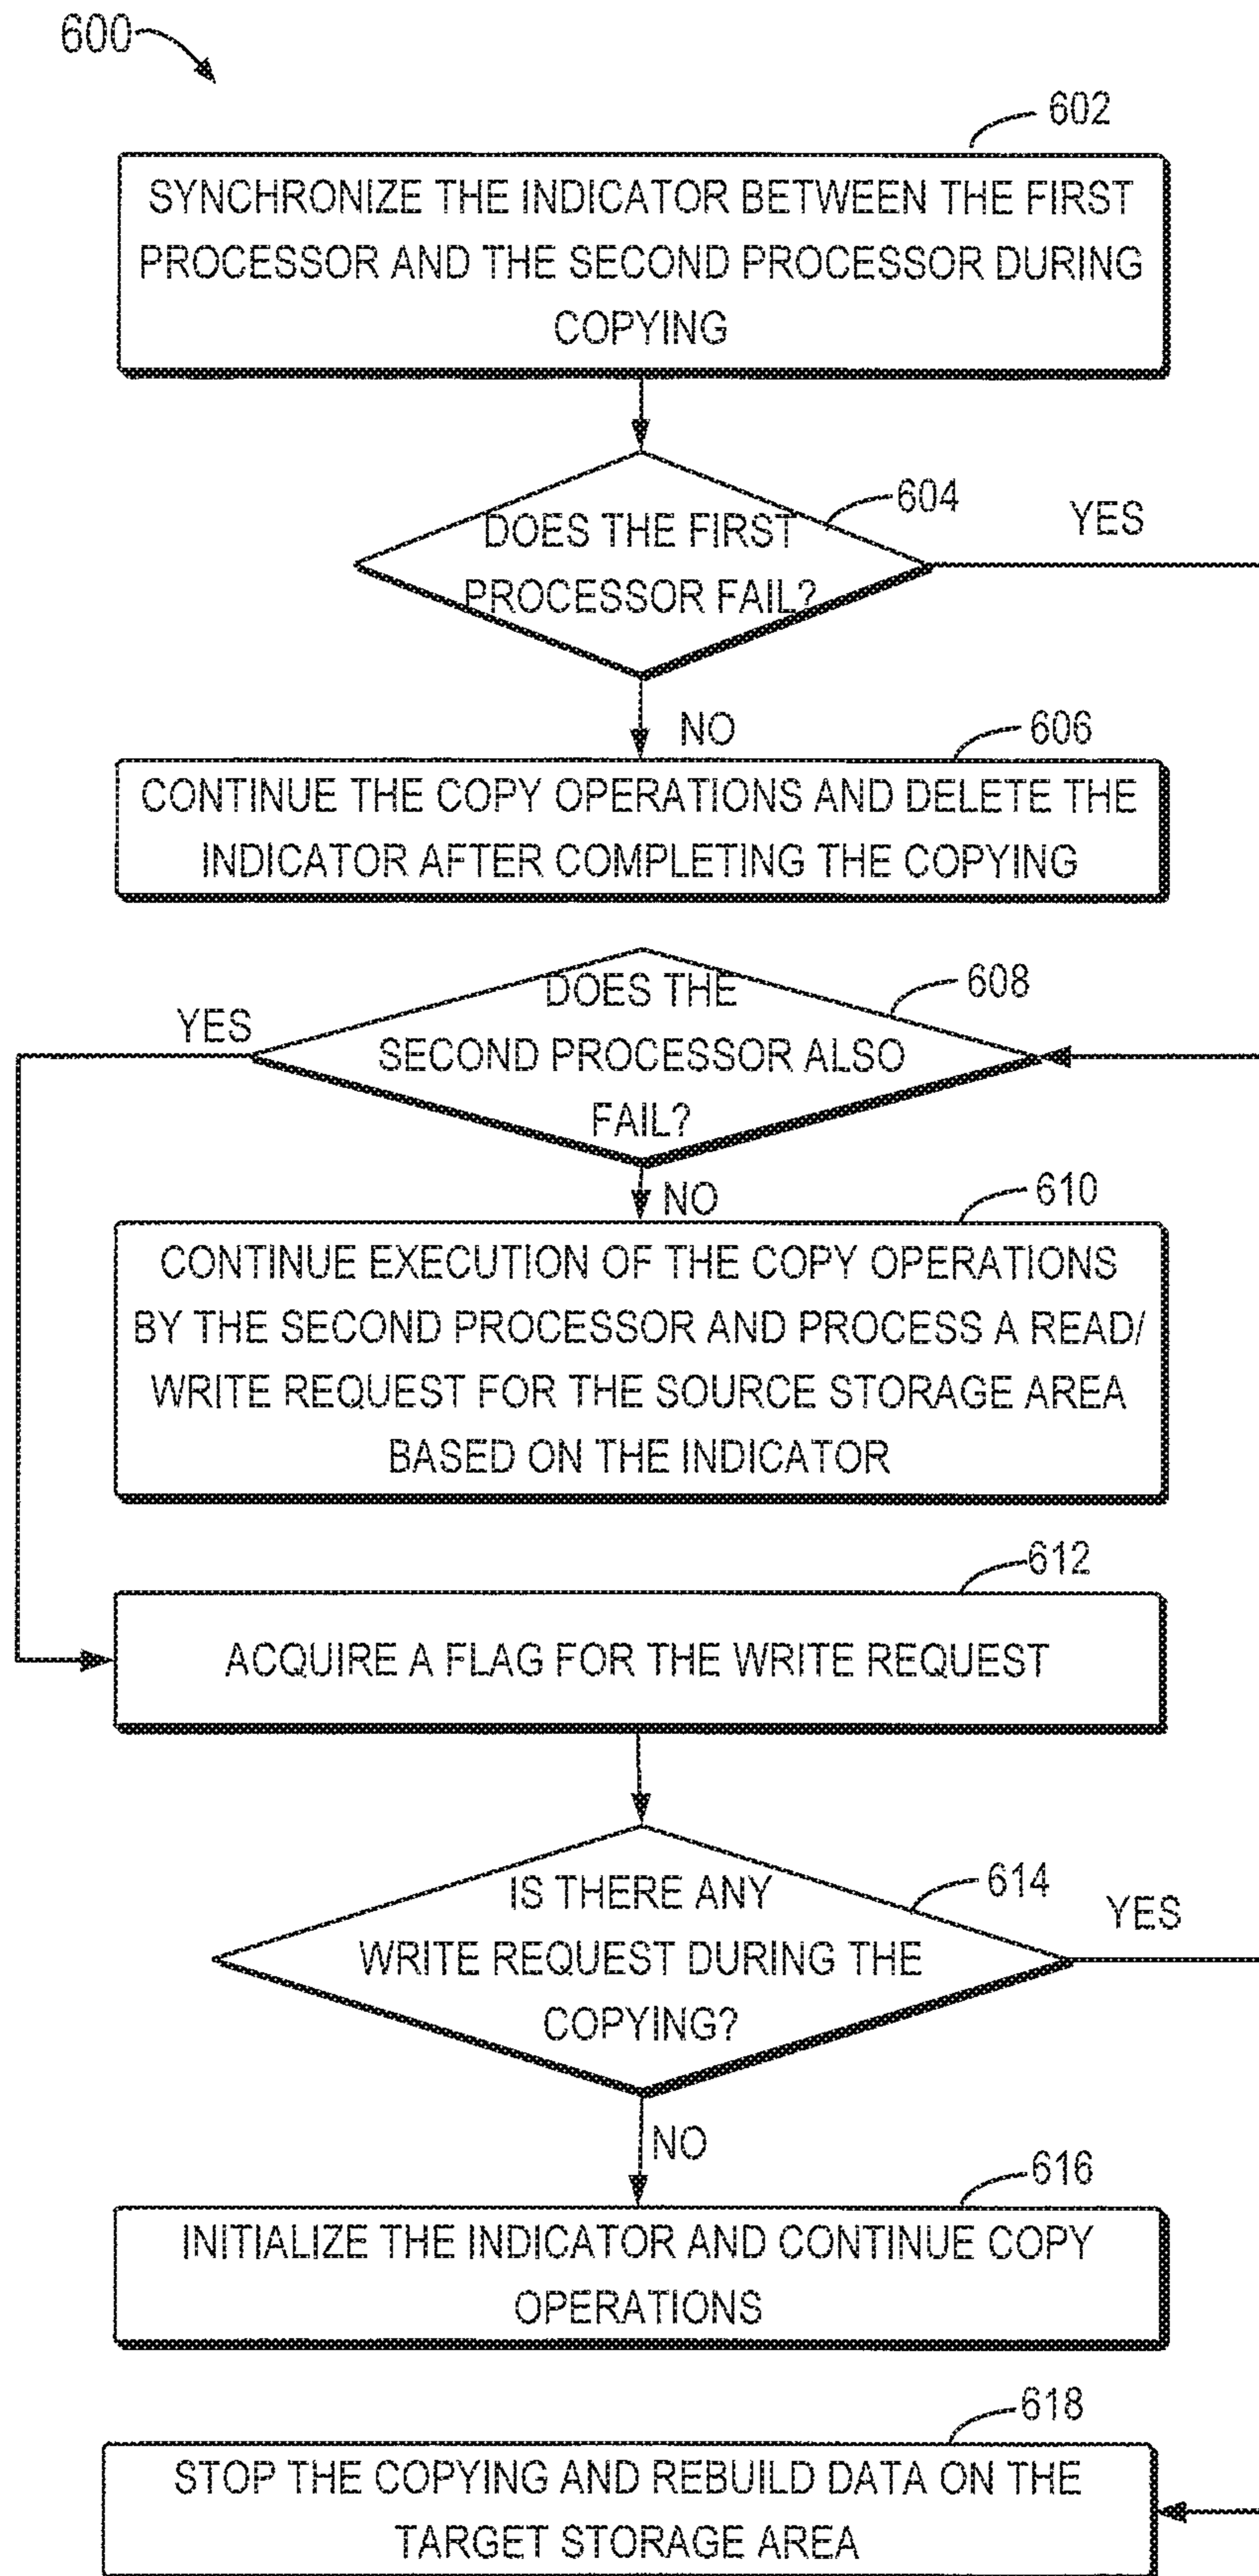 600
602
SYNCHRONIZE THE INDICATOR BETWEEN THE FIRST
PROCESSOR AND THE SECOND PROCESSOR DURING
COPYING
604
YES
DOES THE FIRST
PROCESSOR FAIL?
NO
606
CONTINUE THE COPY OPERATIONS AND DELETE THE
INDICATOR AFTER COMPLETING THE COPYING
608
YES
DOES THE
SECOND PROCESSOR ALSO
FAIL?
NO
610
CONTINUE EXECUTION OF THE COPY OPERATIONS
BY THE SECOND PROCESSOR AND PROCESS A READ/
WRITE REQUEST FOR THE SOURCE STORAGE AREA
BASED ON THE INDICATOR
612
ACQUIRE A FLAG FOR THE WRITE REQUEST
614
YES
IS THERE ANY
WRITE REQUEST DURING THE
COPYING?
NO
616
INITIALIZE THE INDICATOR AND CONTINUE COPY
OPERATIONS
618
STOP THE COPYING AND REBUILD DATA ON THE
TARGET STORAGE AREA